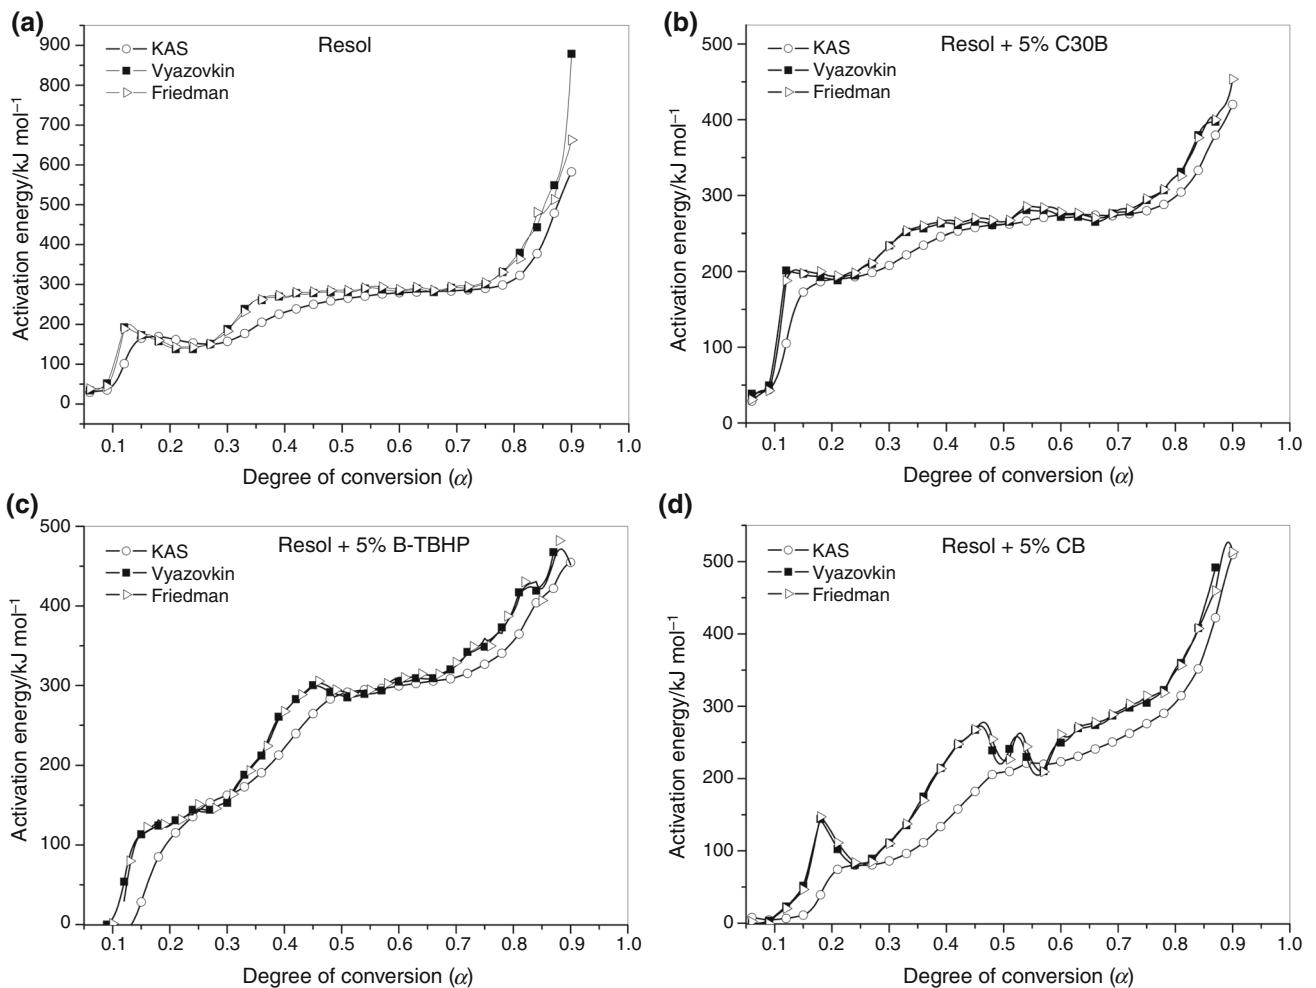 (a)
Resol
KAS
Vyazovkin
Friedman
900
800
700
600
500
400
300
200
100
0
Activation energy/kJ mol⁻¹
0.1 0.2 0.3 0.4 0.5 0.6 0.7 0.8 0.9 1.0
Degree of conversion (α)
(b)
Resol + 5% C30B
KAS
Vyazovkin
Friedman
500
400
300
200
100
0
Activation energy/kJ mol⁻¹
0.1 0.2 0.3 0.4 0.5 0.6 0.7 0.8 0.9 1.0
Degree of conversion (α)
(c)
Resol + 5% B-TBHP
KAS
Vyazovkin
Friedman
500
400
300
200
100
0
Activation energy/kJ mol⁻¹
0.1 0.2 0.3 0.4 0.5 0.6 0.7 0.8 0.9 1.0
Degree of conversion (α)
(d)
Resol + 5% CB
KAS
Vyazovkin
Friedman
500
400
300
200
100
0
Activation energy/kJ mol⁻¹
0.1 0.2 0.3 0.4 0.5 0.6 0.7 0.8 0.9 1.0
Degree of conversion (α)